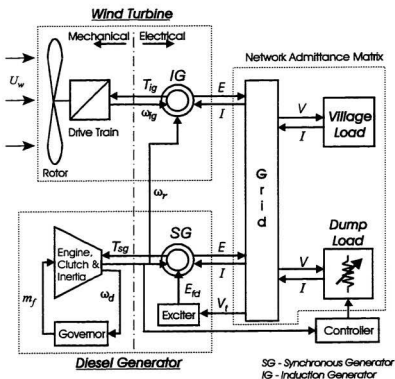 Wind Turbine
Mechanical Electrical
Network Admittance Matrix
U_w
T_ig
IG
E
ω_ig
I
Drive Train
Rotor
V
I
Village
Load
Grid
ω_r
Dump
Load
SG
T_sg
E
I
Engine,
Clutch &
Inertia
V
I
m_f
ω_d
E_fd
V_t
Exciter
Governor
Controller
Diesel Generator
SG - Synchronous Generator
IG - Induction Generator